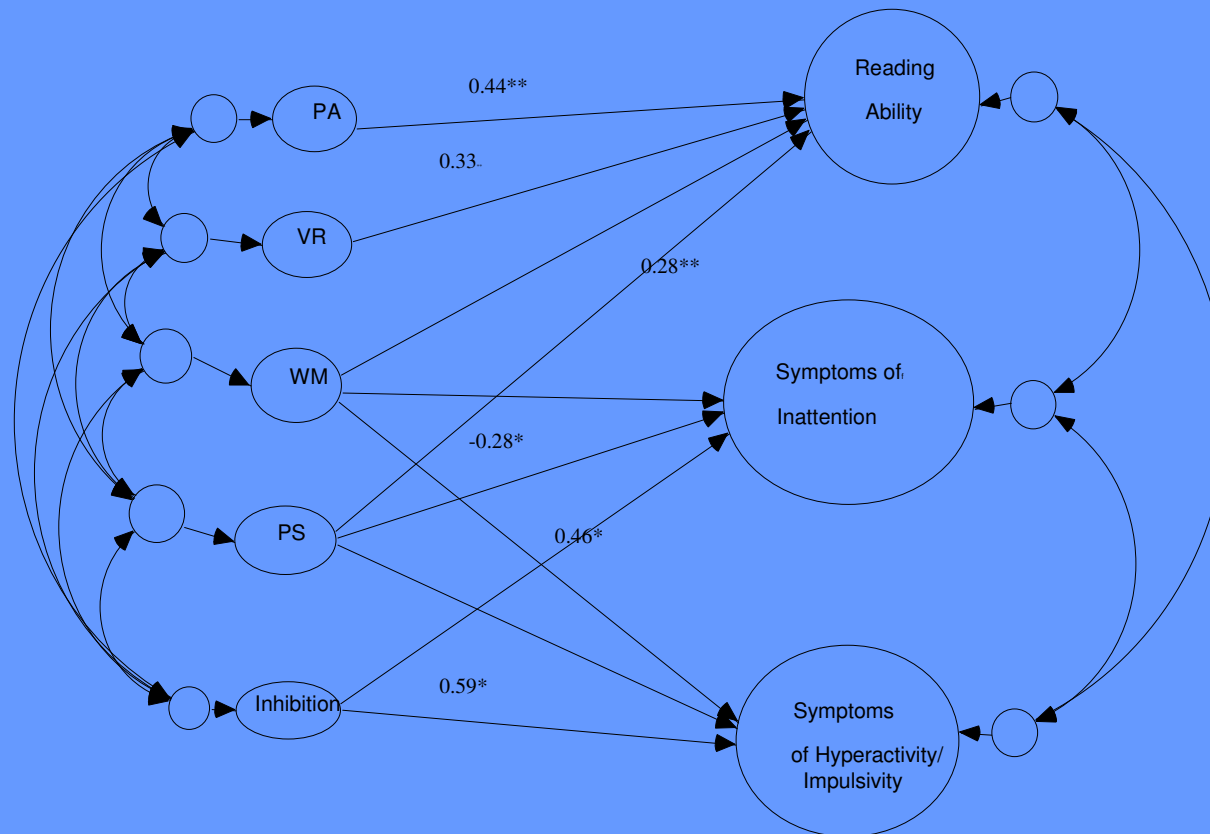 Reading
Ability
0.44**
PA
0.33**
VR
0.28**
WM
Symptoms of
Inattention
-0.28*
PS
0.46*
0.59*
Inhibition
Symptoms
of Hyperactivity/
Impulsivity